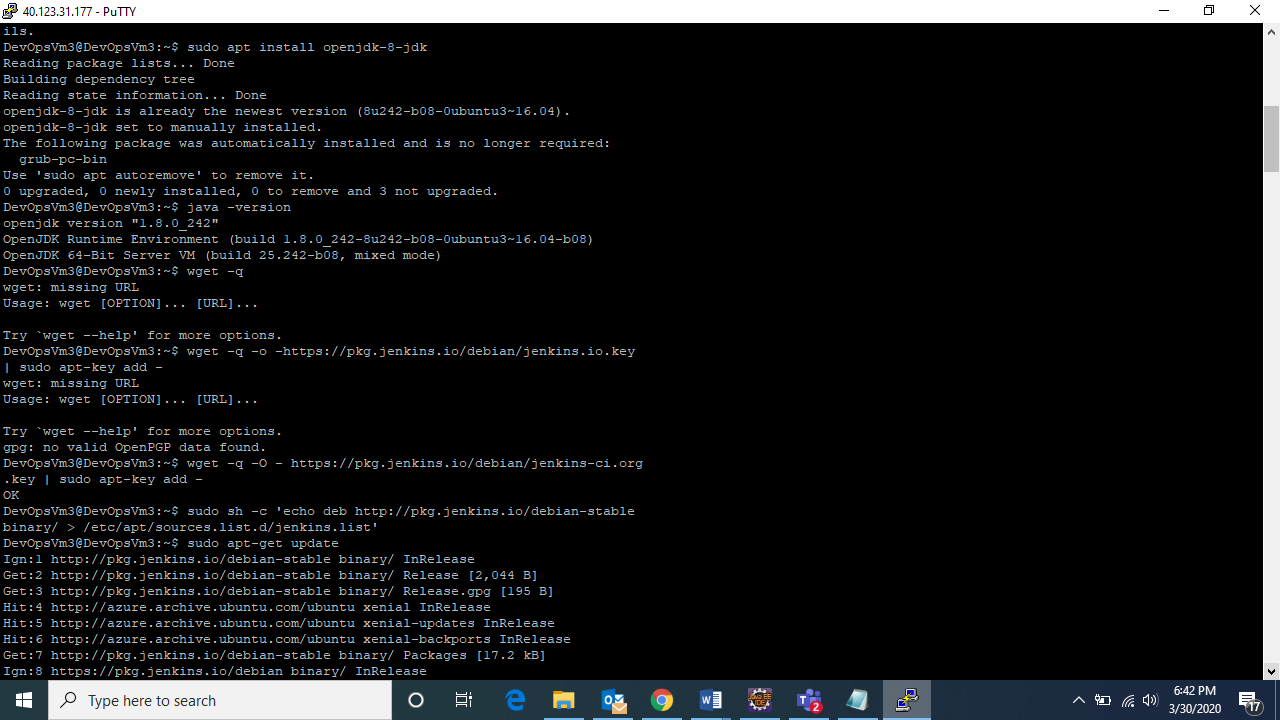 40.123.31.177 - PuTTY
ils.
DevOpsVm3@DevOpsVm3:~$ sudo apt install openjdk-8-jdk
Reading package lists... Done
Building dependency tree
Reading state information... Done
openjdk-8-jdk is already the newest version (8u242-b08-0ubuntu3~16.04).
openjdk-8-jdk set to manually installed.
The following package was automatically installed and is no longer required:
  grub-pc-bin
Use 'sudo apt autoremove' to remove it.
0 upgraded, 0 newly installed, 0 to remove and 3 not upgraded.
DevOpsVm3@DevOpsVm3:~$ java -version
openjdk version "1.8.0_242"
OpenJDK Runtime Environment (build 1.8.0_242-8u242-b08-0ubuntu3~16.04-b08)
OpenJDK 64-Bit Server VM (build 25.242-b08, mixed mode)
DevOpsVm3@DevOpsVm3:~$ wget -q
wget: missing URL
Usage: wget [OPTION]... [URL]...

Try `wget --help' for more options.
DevOpsVm3@DevOpsVm3:~$ wget -q -o -https://pkg.jenkins.io/debian/jenkins.io.key
| sudo apt-key add -
wget: missing URL
Usage: wget [OPTION]... [URL]...

Try `wget --help' for more options.
gpg: no valid OpenPGP data found.
DevOpsVm3@DevOpsVm3:~$ wget -q -O - https://pkg.jenkins.io/debian/jenkins-ci.org
.key | sudo apt-key add -
OK
DevOpsVm3@DevOpsVm3:~$ sudo sh -c 'echo deb http://pkg.jenkins.io/debian-stable
binary/ > /etc/apt/sources.list.d/jenkins.list'
DevOpsVm3@DevOpsVm3:~$ sudo apt-get update
Ign:1 http://pkg.jenkins.io/debian-stable binary/ InRelease
Get:2 http://pkg.jenkins.io/debian-stable binary/ Release [2,044 B]
Get:3 http://pkg.jenkins.io/debian-stable binary/ Release.gpg [195 B]
Hit:4 http://azure.archive.ubuntu.com/ubuntu xenial InRelease
Hit:5 http://azure.archive.ubuntu.com/ubuntu xenial-updates InRelease
Hit:6 http://azure.archive.ubuntu.com/ubuntu xenial-backports InRelease
Get:7 http://pkg.jenkins.io/debian-stable binary/ Packages [17.2 kB]
Ign:8 https://pkg.jenkins.io/debian binary/ InRelease
Type here to search
JAVA EE
IDE
2
6:42 PM
3/30/2020
17